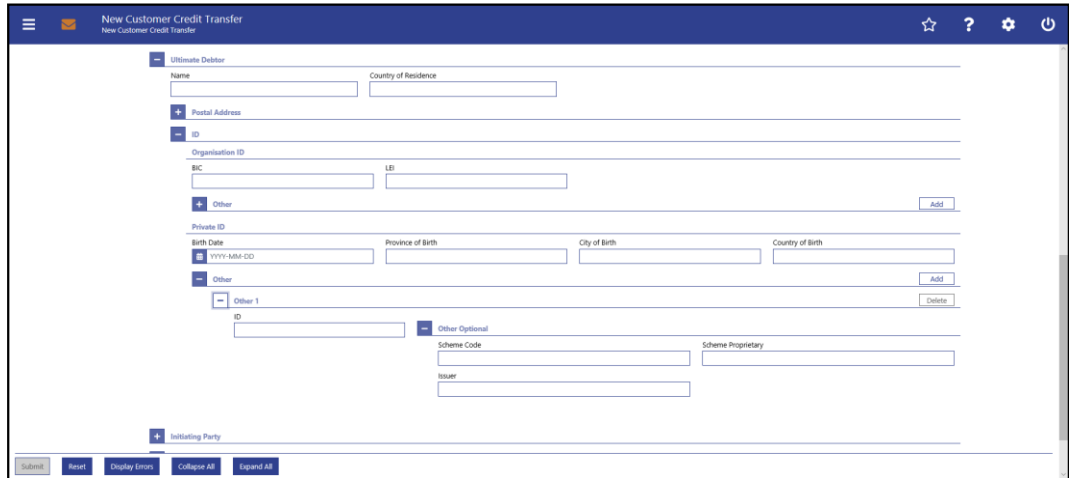 New Customer Credit Transfer
New Customer Credit Transfer
Ultimate Debtor
Name Country of Residence
Postal Address
ID
Organisation ID
BIC LEI
Other Add
Private ID
Birth Date Province of Birth City of Birth Country of Birth
YYYY-MM-DD
Other Add
Other 1 Delete
ID Other Optional
Scheme Code Scheme Proprietary
Issuer
Initiating Party
Submit Reset Display Errors Collapse All Expand All